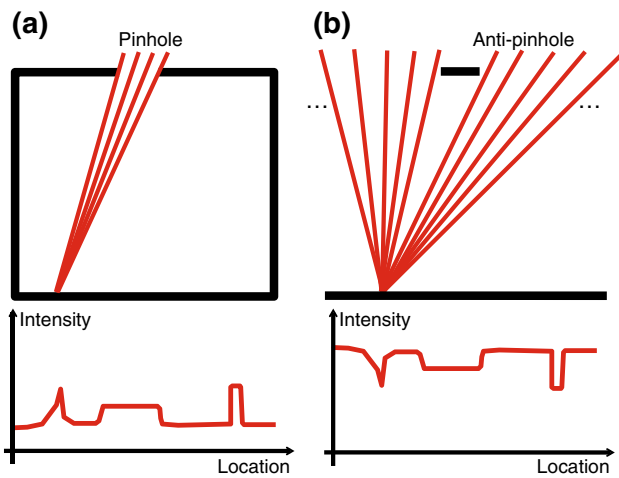 (a)
Pinhole
Intensity
Location
(b)
Anti-pinhole
...
...
Intensity
Location